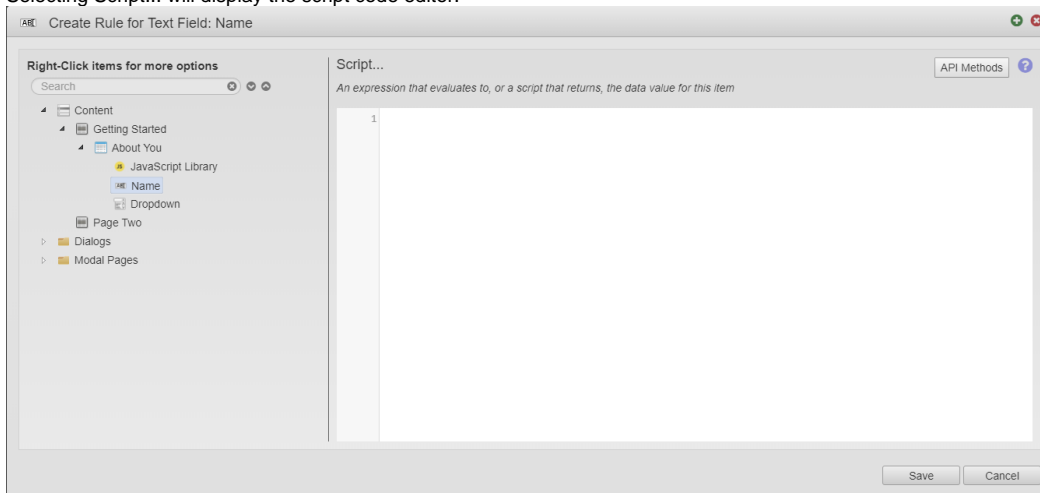 Selecting Script... will display the script code editor.
Create Rule for Text Field: Name
Right-Click items for more options
Search
Content
Getting Started
About You
JavaScript Library
Name
Dropdown
Page Two
Dialogs
Modal Pages
Script...
API Methods
An expression that evaluates to, or a script that returns, the data value for this item
1
Save
Cancel